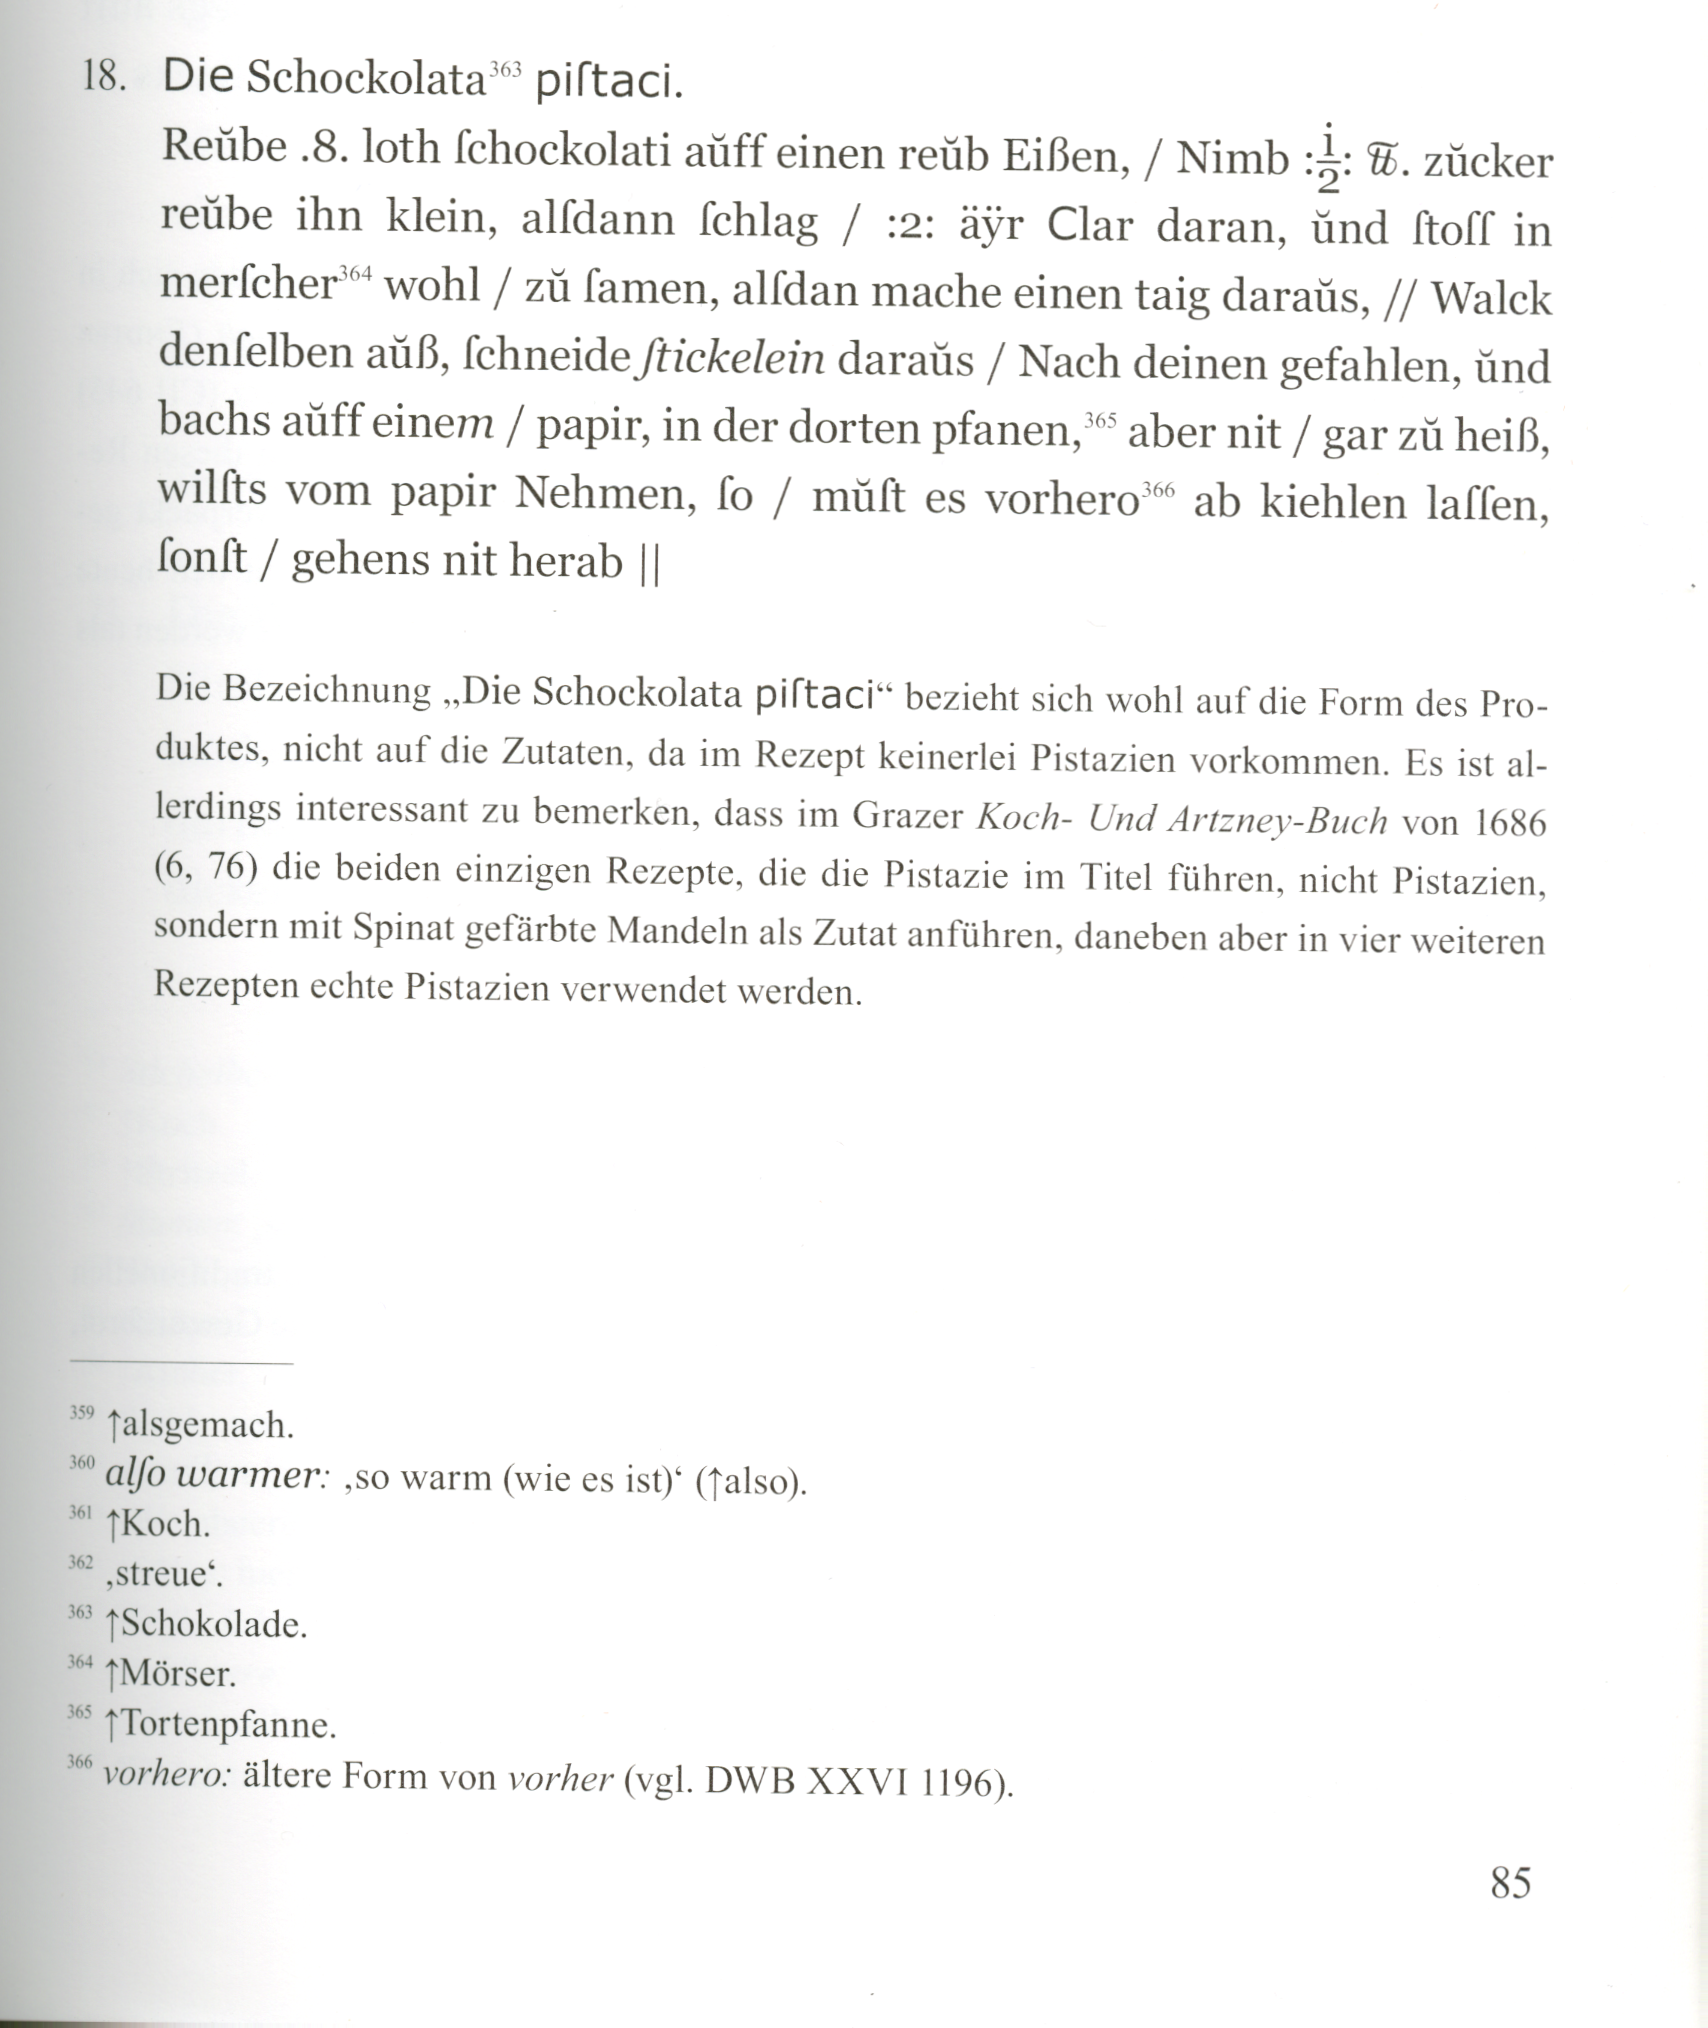 18. Die Schockolata³⁶³ piſtaci.
Reŭbe .8. loth ſchockolati aŭff einen reŭb Eißen, / Nimb :½: ℔. zŭcker
reŭbe ihn klein, alſdann ſchlag / :2: äÿr Clar daran, ŭnd ſtoſſ in
merſcher³⁶⁴ wohl / zŭ ſamen, alſdan mache einen taig daraŭs, // Walck
denſelben aŭß, ſchneide ſtickelein daraŭs / Nach deinen gefahlen, ŭnd
bachs aŭff einem / papir, in der dorten pfanen,³⁶⁵ aber nit / gar zŭ heiß,
wilſts vom papir Nehmen, ſo / mŭſt es vorhero³⁶⁶ ab kiehlen laſſen,
ſonſt / gehens nit herab ||
Die Bezeichnung „Die Schockolata piſtaci“ bezieht sich wohl auf die Form des Pro-
duktes, nicht auf die Zutaten, da im Rezept keinerlei Pistazien vorkommen. Es ist al-
lerdings interessant zu bemerken, dass im Grazer Koch- Und Artzney-Buch von 1686
(6, 76) die beiden einzigen Rezepte, die die Pistazie im Titel führen, nicht Pistazien,
sondern mit Spinat gefärbte Mandeln als Zutat anführen, daneben aber in vier weiteren
Rezepten echte Pistazien verwendet werden.
³⁵⁹ ↑alsgemach.
³⁶⁰ alſo warmer: ‚so warm (wie es ist)‘ (↑also).
³⁶¹ ↑Koch.
³⁶² ‚streue‘.
³⁶³ ↑Schokolade.
³⁶⁴ ↑Mörser.
³⁶⁵ ↑Tortenpfanne.
³⁶⁶ vorhero: ältere Form von vorher (vgl. DWB XXVI 1196).
85